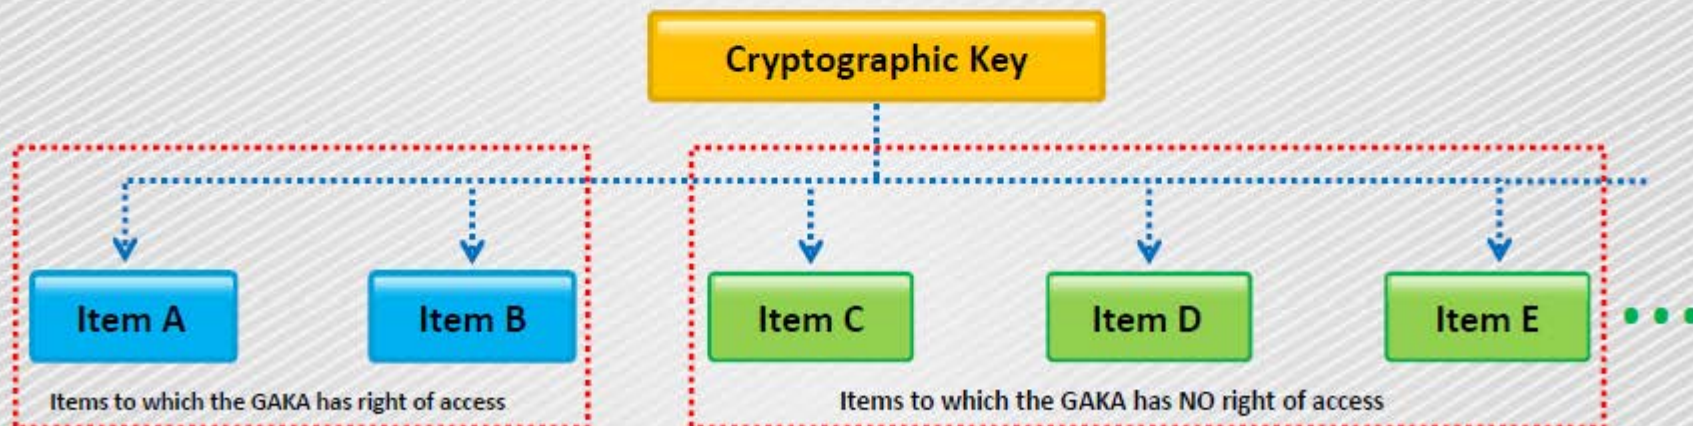 Cryptographic Key
Item A
Item B
Item C
Item D
Item E
Items to which the GAKA has right of access
Items to which the GAKA has NO right of access